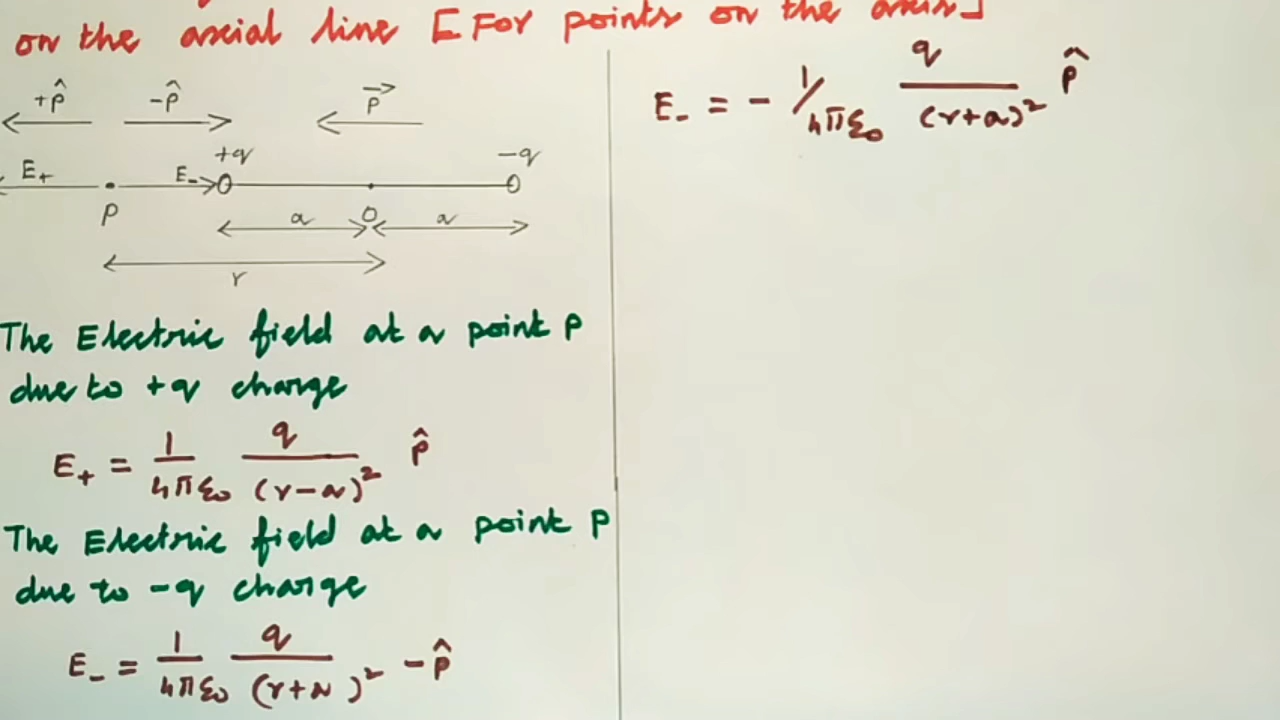 on the axial line [For points on the axis]
+p̂ -p̂ p⃗
E₊ E₋ +q -q
P a O a
r
The Electric field at a point P
due to +q charge
E₊ = 1/4πε₀ q/(r-a)² p̂
The Electric field at a point P
due to -q charge
E₋ = 1/4πε₀ q/(r+a)² -p̂
E₋ = - 1/4πε₀ q/(r+a)² p̂